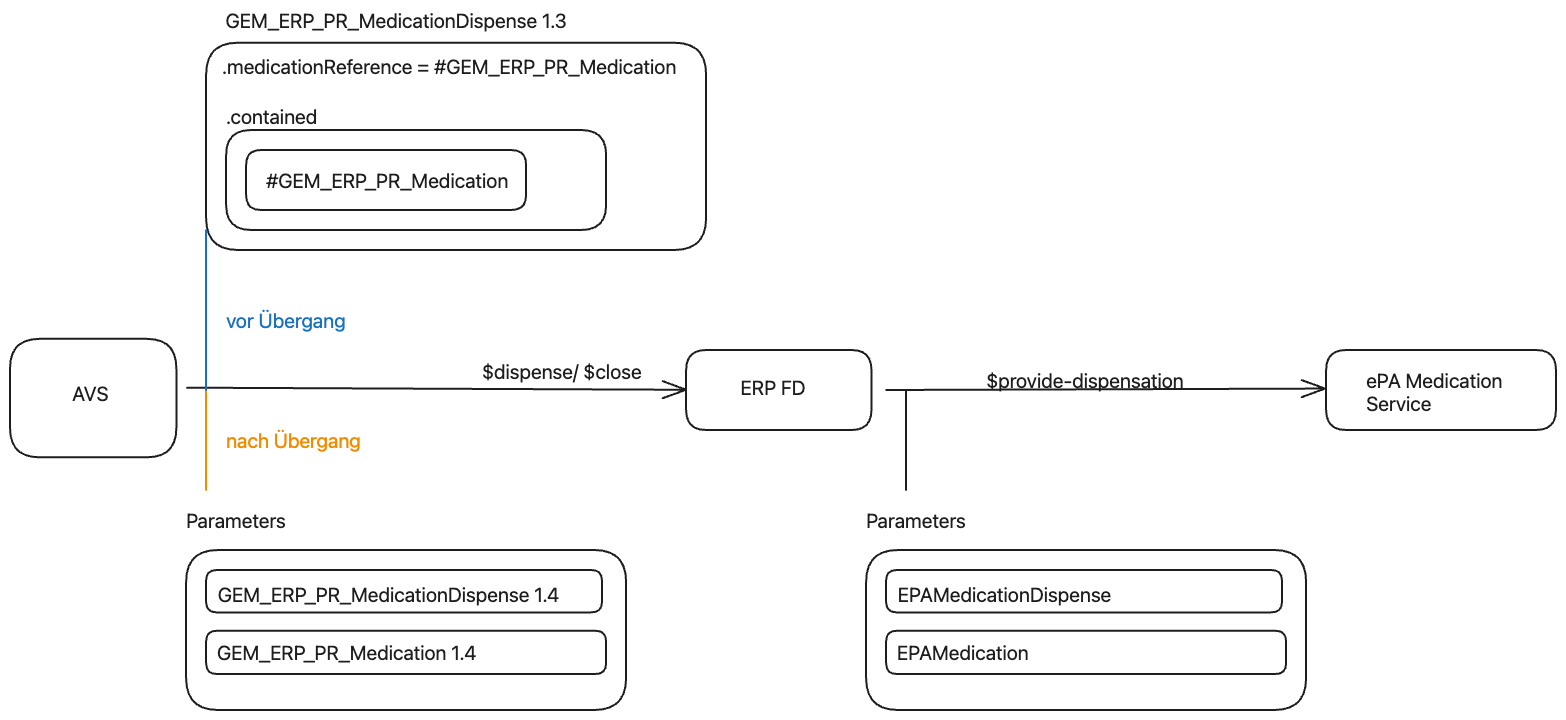 GEM_ERP_PR_MedicationDispense 1.3
.medicationReference = #GEM_ERP_PR_Medication
.contained
#GEM_ERP_PR_Medication
vor Übergang
AVS
$dispense/ $close
ERP FD
$provide-dispensation
ePA Medication
Service
nach Übergang
Parameters
GEM_ERP_PR_MedicationDispense 1.4
GEM_ERP_PR_Medication 1.4
Parameters
EPAMedicationDispense
EPAMedication